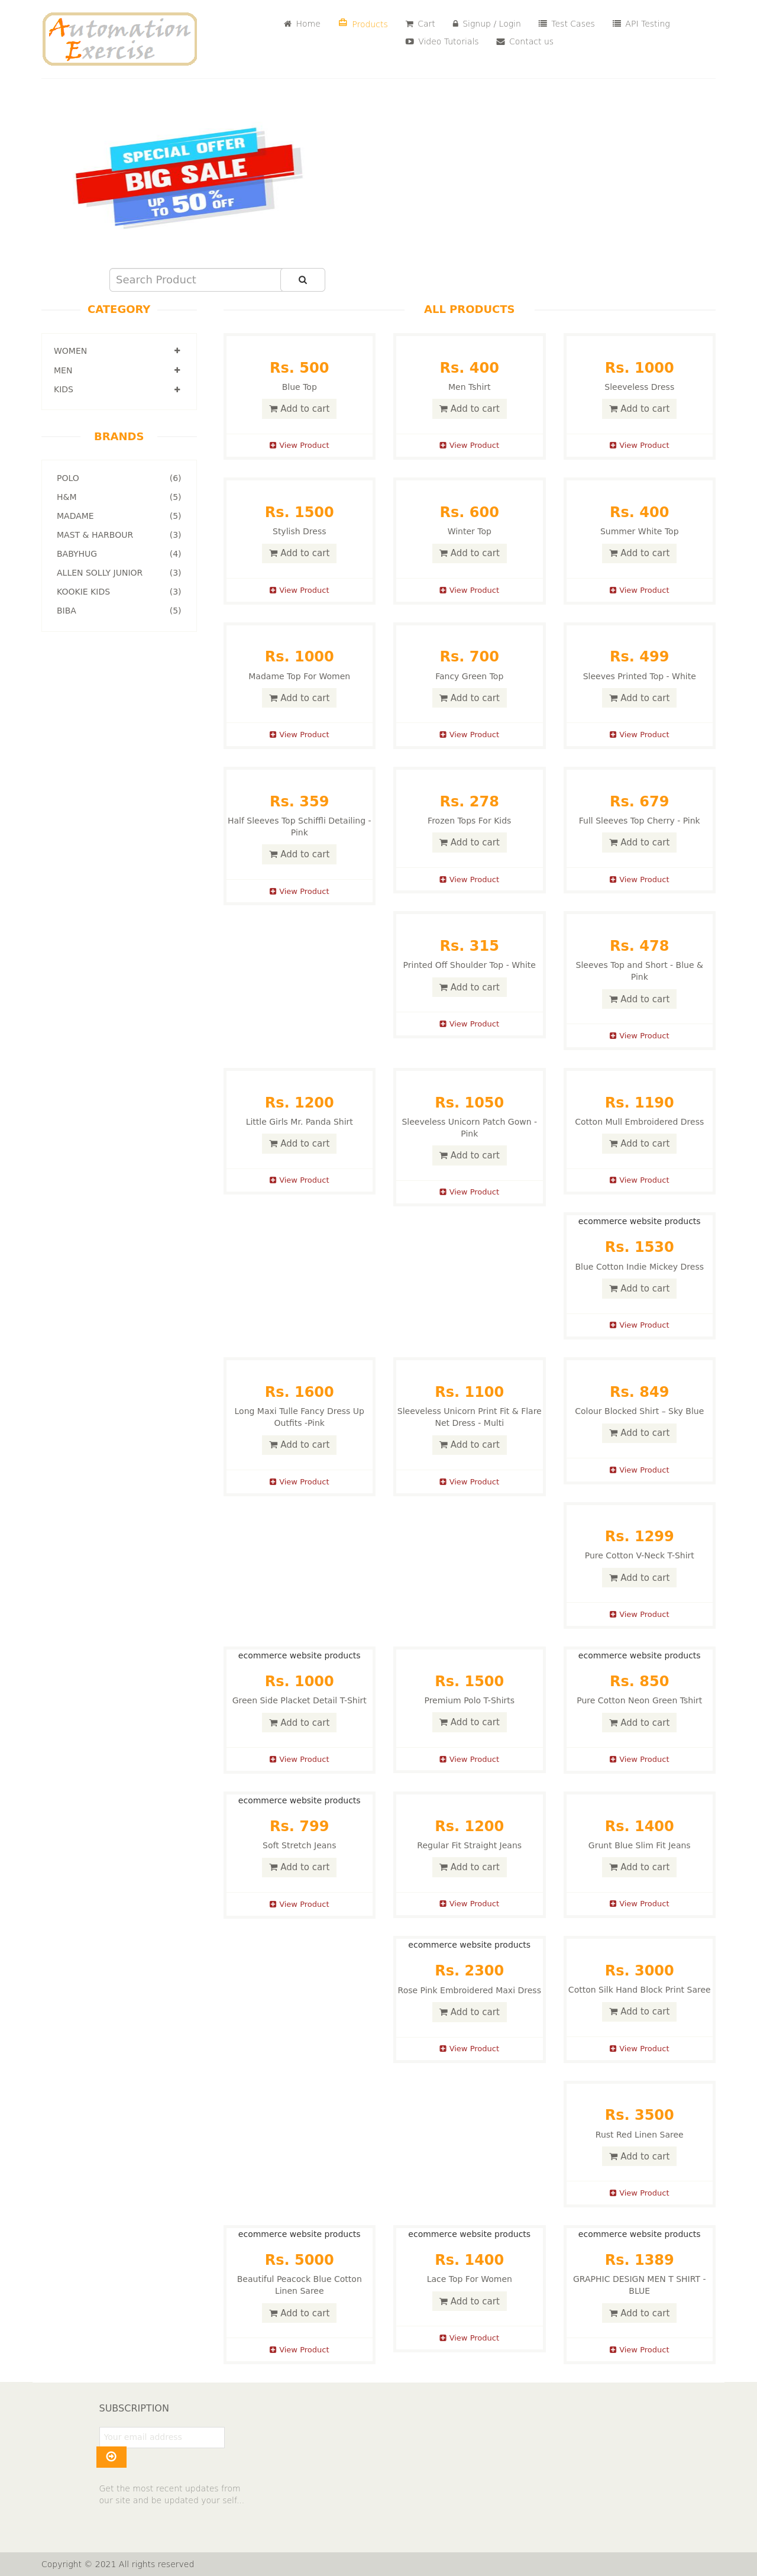 Automation
Exercise
Home
Products
Cart
Signup / Login
Test Cases
API Testing
Video Tutorials
Contact us
SPECIAL OFFER
BIG SALE
UP TO 50% OFF
Search Product
CATEGORY
WOMEN
MEN
KIDS
BRANDS
POLO (6)
H&M (5)
MADAME (5)
MAST & HARBOUR (3)
BABYHUG (4)
ALLEN SOLLY JUNIOR (3)
KOOKIE KIDS (3)
BIBA (5)
ALL PRODUCTS
Rs. 500
Blue Top
Add to cart
View Product
Rs. 400
Men Tshirt
Add to cart
View Product
Rs. 1000
Sleeveless Dress
Add to cart
View Product
Rs. 1500
Stylish Dress
Add to cart
View Product
Rs. 600
Winter Top
Add to cart
View Product
Rs. 400
Summer White Top
Add to cart
View Product
Rs. 1000
Madame Top For Women
Add to cart
View Product
Rs. 700
Fancy Green Top
Add to cart
View Product
Rs. 499
Sleeves Printed Top - White
Add to cart
View Product
Rs. 359
Half Sleeves Top Schiffli Detailing -
Pink
Add to cart
View Product
Rs. 278
Frozen Tops For Kids
Add to cart
View Product
Rs. 679
Full Sleeves Top Cherry - Pink
Add to cart
View Product
Rs. 315
Printed Off Shoulder Top - White
Add to cart
View Product
Rs. 478
Sleeves Top and Short - Blue &
Pink
Add to cart
View Product
Rs. 1200
Little Girls Mr. Panda Shirt
Add to cart
View Product
Rs. 1050
Sleeveless Unicorn Patch Gown -
Pink
Add to cart
View Product
Rs. 1190
Cotton Mull Embroidered Dress
Add to cart
View Product
ecommerce website products
Rs. 1530
Blue Cotton Indie Mickey Dress
Add to cart
View Product
Rs. 1600
Long Maxi Tulle Fancy Dress Up
Outfits -Pink
Add to cart
View Product
Rs. 1100
Sleeveless Unicorn Print Fit & Flare
Net Dress - Multi
Add to cart
View Product
Rs. 849
Colour Blocked Shirt – Sky Blue
Add to cart
View Product
Rs. 1299
Pure Cotton V-Neck T-Shirt
Add to cart
View Product
ecommerce website products
Rs. 1000
Green Side Placket Detail T-Shirt
Add to cart
View Product
Rs. 1500
Premium Polo T-Shirts
Add to cart
View Product
ecommerce website products
Rs. 850
Pure Cotton Neon Green Tshirt
Add to cart
View Product
ecommerce website products
Rs. 799
Soft Stretch Jeans
Add to cart
View Product
Rs. 1200
Regular Fit Straight Jeans
Add to cart
View Product
Rs. 1400
Grunt Blue Slim Fit Jeans
Add to cart
View Product
ecommerce website products
Rs. 2300
Rose Pink Embroidered Maxi Dress
Add to cart
View Product
Rs. 3000
Cotton Silk Hand Block Print Saree
Add to cart
View Product
Rs. 3500
Rust Red Linen Saree
Add to cart
View Product
ecommerce website products
Rs. 5000
Beautiful Peacock Blue Cotton
Linen Saree
Add to cart
View Product
ecommerce website products
Rs. 1400
Lace Top For Women
Add to cart
View Product
ecommerce website products
Rs. 1389
GRAPHIC DESIGN MEN T SHIRT -
BLUE
Add to cart
View Product
SUBSCRIPTION
Your email address
Get the most recent updates from
our site and be updated your self...
Copyright © 2021 All rights reserved